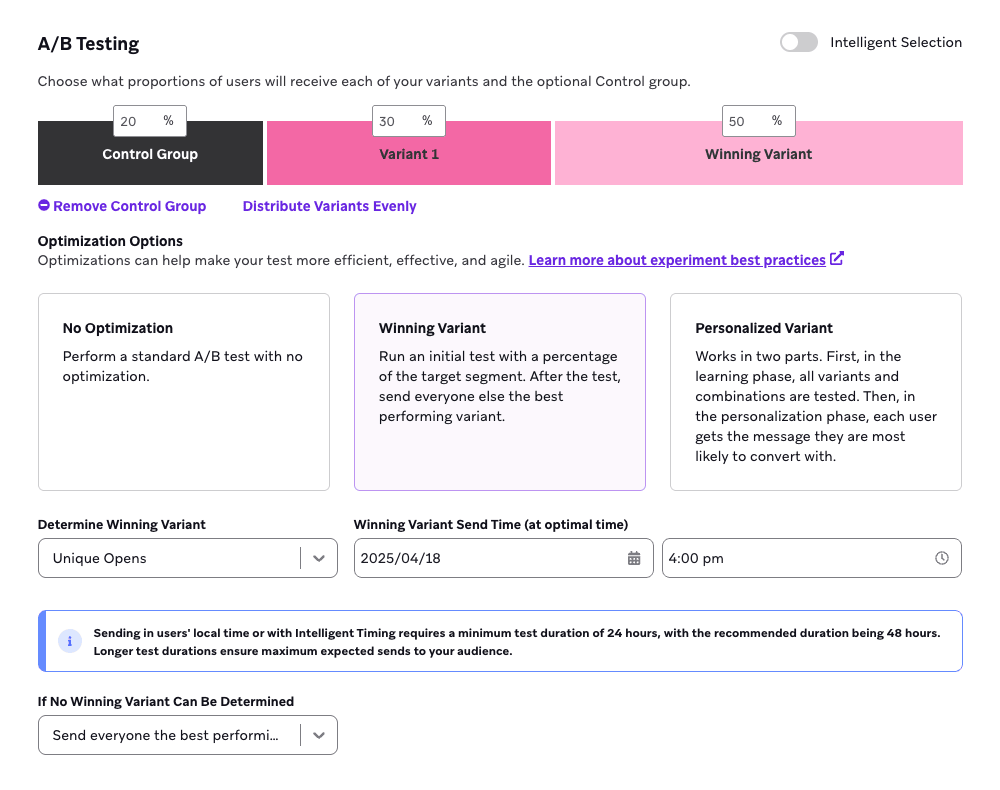 A/B Testing
Intelligent Selection
Choose what proportions of users will receive each of your variants and the optional Control group.
20 %
30 %
50 %
Control Group
Variant 1
Winning Variant
Remove Control Group
Distribute Variants Evenly
Optimization Options
Optimizations can help make your test more efficient, effective, and agile. Learn more about experiment best practices
No Optimization
Perform a standard A/B test with no
optimization.
Winning Variant
Run an initial test with a percentage
of the target segment. After the test,
send everyone else the best
performing variant.
Personalized Variant
Works in two parts. First, in the
learning phase, all variants and
combinations are tested. Then, in
the personalization phase, each user
gets the message they are most
likely to convert with.
Determine Winning Variant
Unique Opens
Winning Variant Send Time (at optimal time)
2025/04/18
4:00 pm
i
Sending in users' local time or with Intelligent Timing requires a minimum test duration of 24 hours, with the recommended duration being 48 hours.
Longer test durations ensure maximum expected sends to your audience.
If No Winning Variant Can Be Determined
Send everyone the best performi...